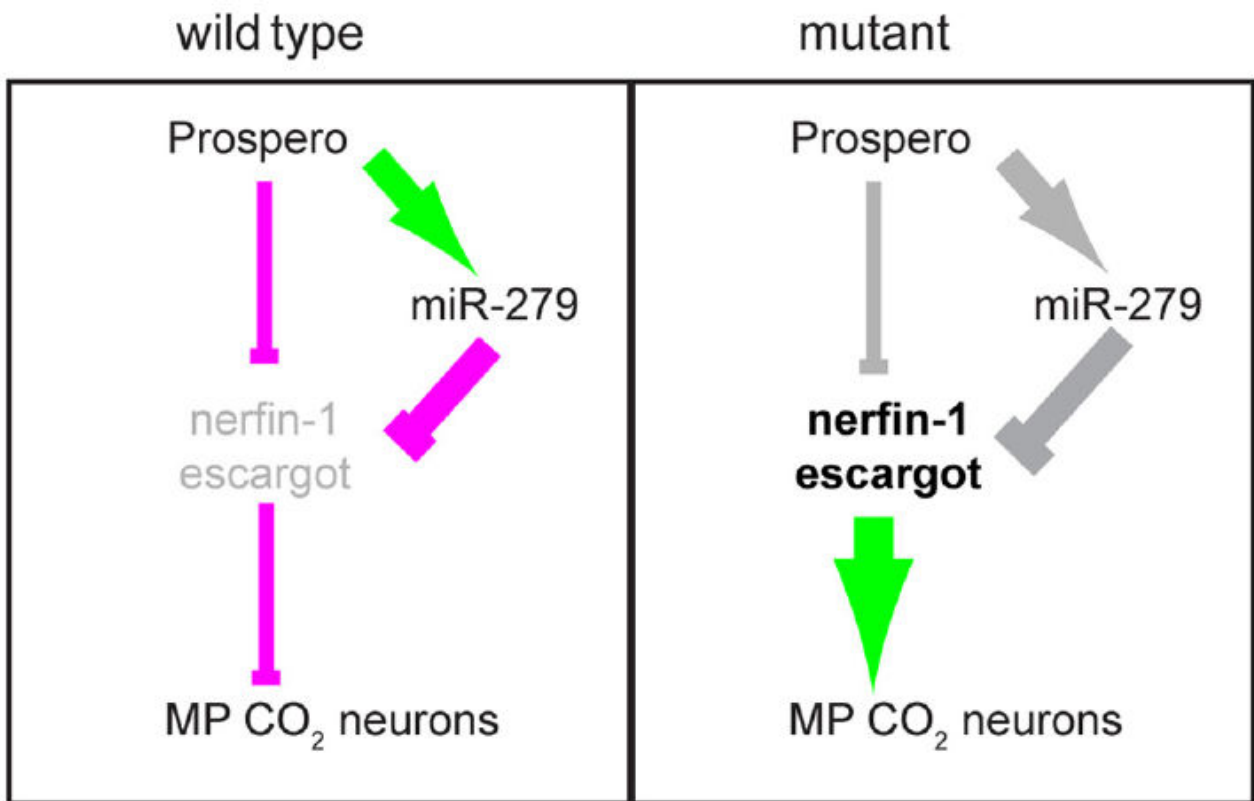 wild type
mutant
Prospero
miR-279
nerfin-1
escargot
MP CO₂ neurons
Prospero
miR-279
nerfin-1
escargot
MP CO₂ neurons